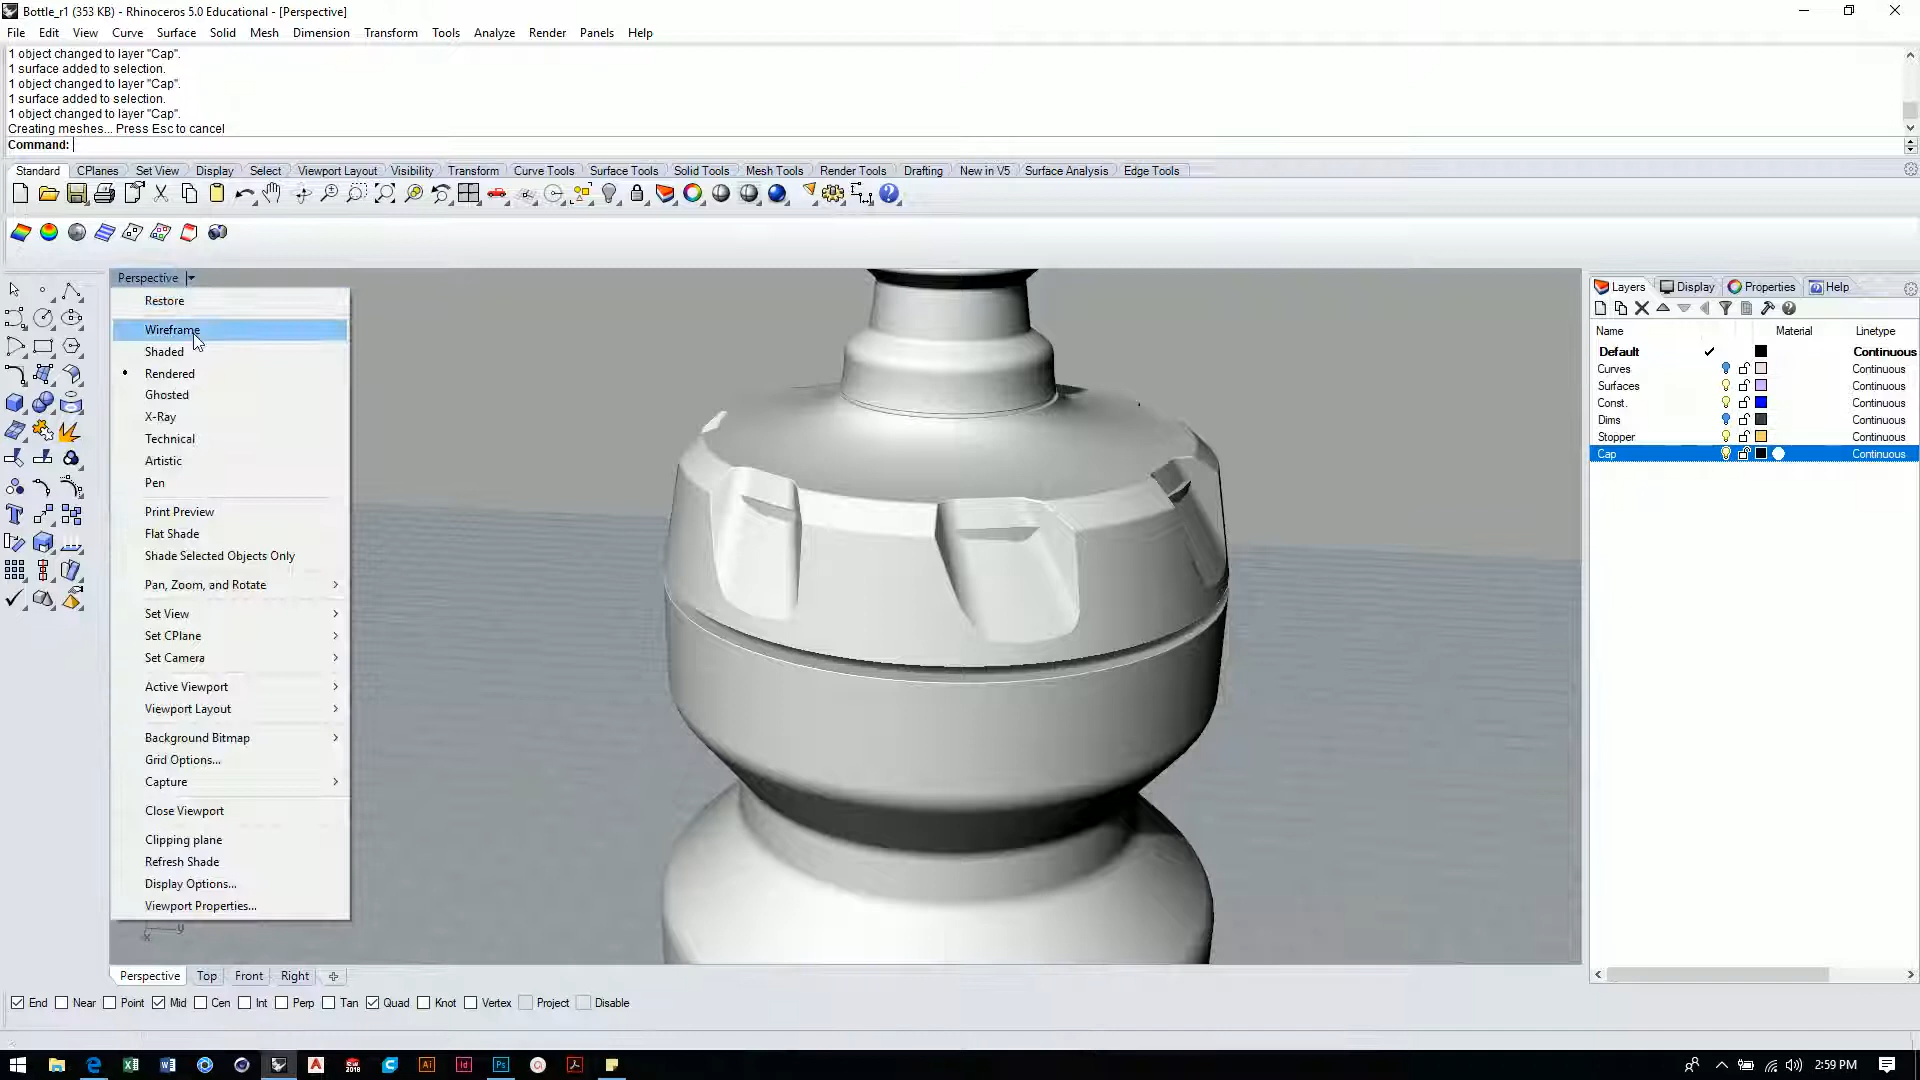 Bottle_r1 (353 KB) - Rhinoceros 5.0 Educational - [Perspective]
File Edit View Curve Surface Solid Mesh Dimension Transform Tools Analyze Render Panels Help
1 object changed to layer "Cap".
1 surface added to selection.
1 object changed to layer "Cap".
1 surface added to selection.
1 object changed to layer "Cap".
Creating meshes... Press Esc to cancel
Command:
Standard CPlanes Set View Display Select Viewport Layout Visibility Transform Curve Tools Surface Tools Solid Tools Mesh Tools Render Tools Drafting New in V5 Surface Analysis Edge Tools
Perspective
Restore
Wireframe
Shaded
Rendered
Ghosted
X-Ray
Technical
Artistic
Pen
Print Preview
Flat Shade
Shade Selected Objects Only
Pan, Zoom, and Rotate
Set View
Set CPlane
Set Camera
Active Viewport
Viewport Layout
Background Bitmap
Grid Options...
Capture
Close Viewport
Clipping plane
Refresh Shade
Display Options...
Viewport Properties...
x y
Layers Display Properties Help
Name Material Linetype
Default Continuous
Curves Continuous
Surfaces Continuous
Const. Continuous
Dims Continuous
Stopper Continuous
Cap Continuous
Perspective Top Front Right
End Near Point Mid Cen Int Perp Tan Quad Knot Vertex Project Disable
Ai Id Ps
2:59 PM